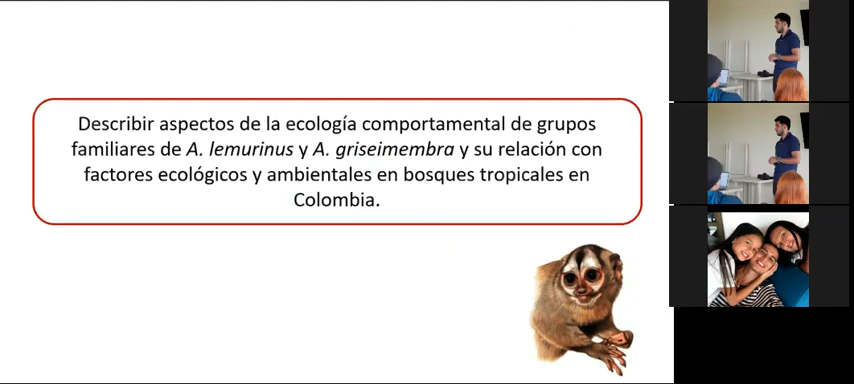 Describir aspectos de la ecología comportamental de grupos
familiares de A. lemurinus y A. griseimembra y su relación con
factores ecológicos y ambientales en bosques tropicales en
Colombia.